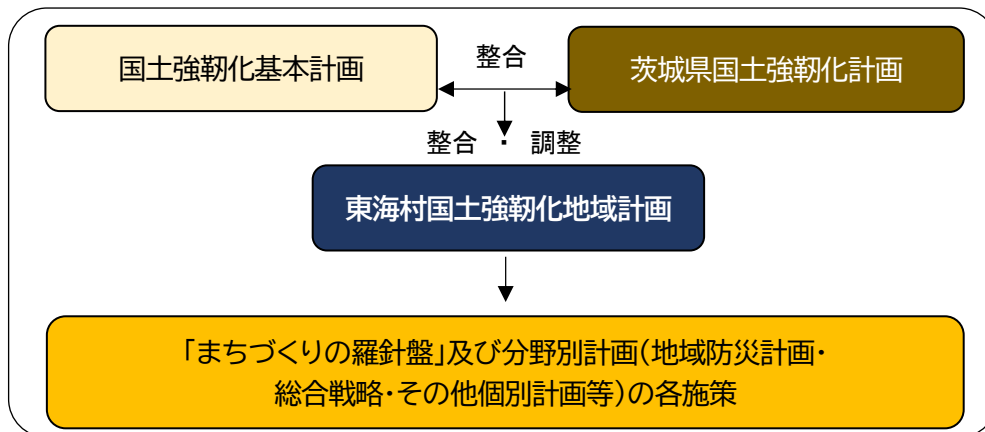 国土強靭化基本計画
整合
茨城県国土強靭化計画
整合 ・ 調整
東海村国土強靭化地域計画
「まちづくりの羅針盤」及び分野別計画(地域防災計画・
総合戦略・その他個別計画等)の各施策